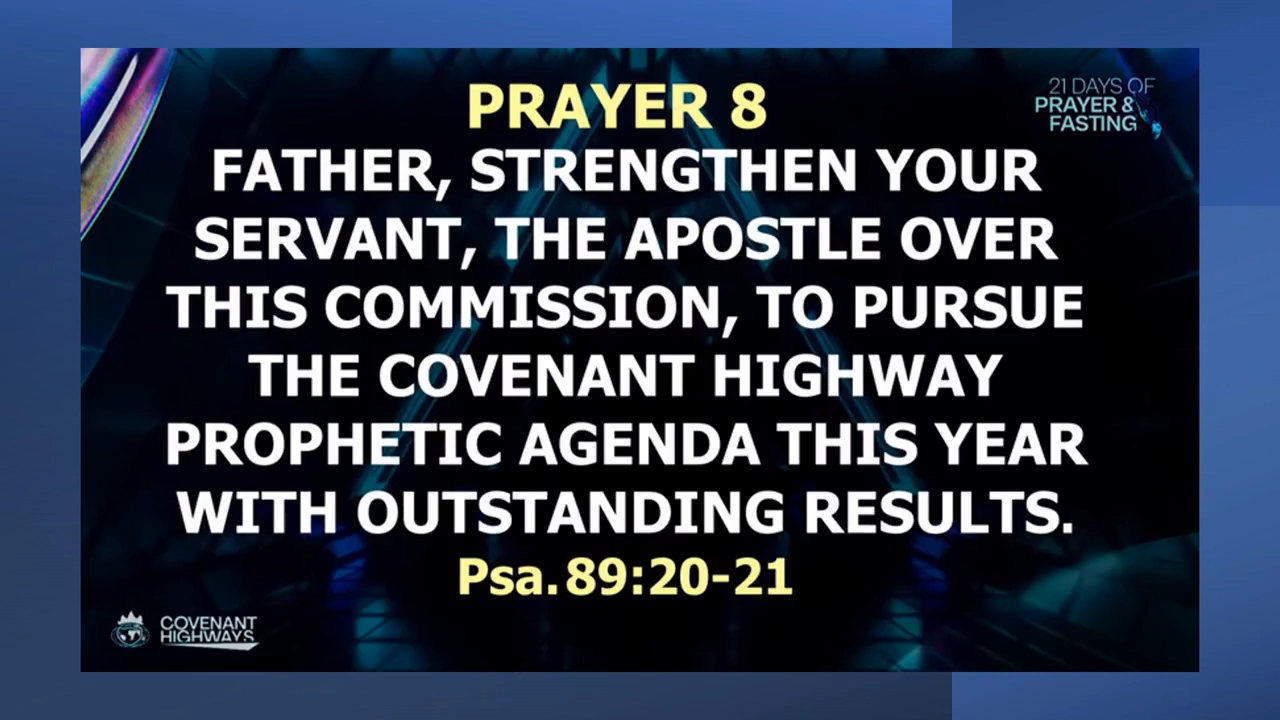 PRAYER 8
21 DAYS OF
PRAYER &
FASTING
FATHER, STRENGTHEN YOUR
SERVANT, THE APOSTLE OVER
THIS COMMISSION, TO PURSUE
THE COVENANT HIGHWAY
PROPHETIC AGENDA THIS YEAR
WITH OUTSTANDING RESULTS.
Psa. 89:20-21
COVENANT
HIGHWAYS